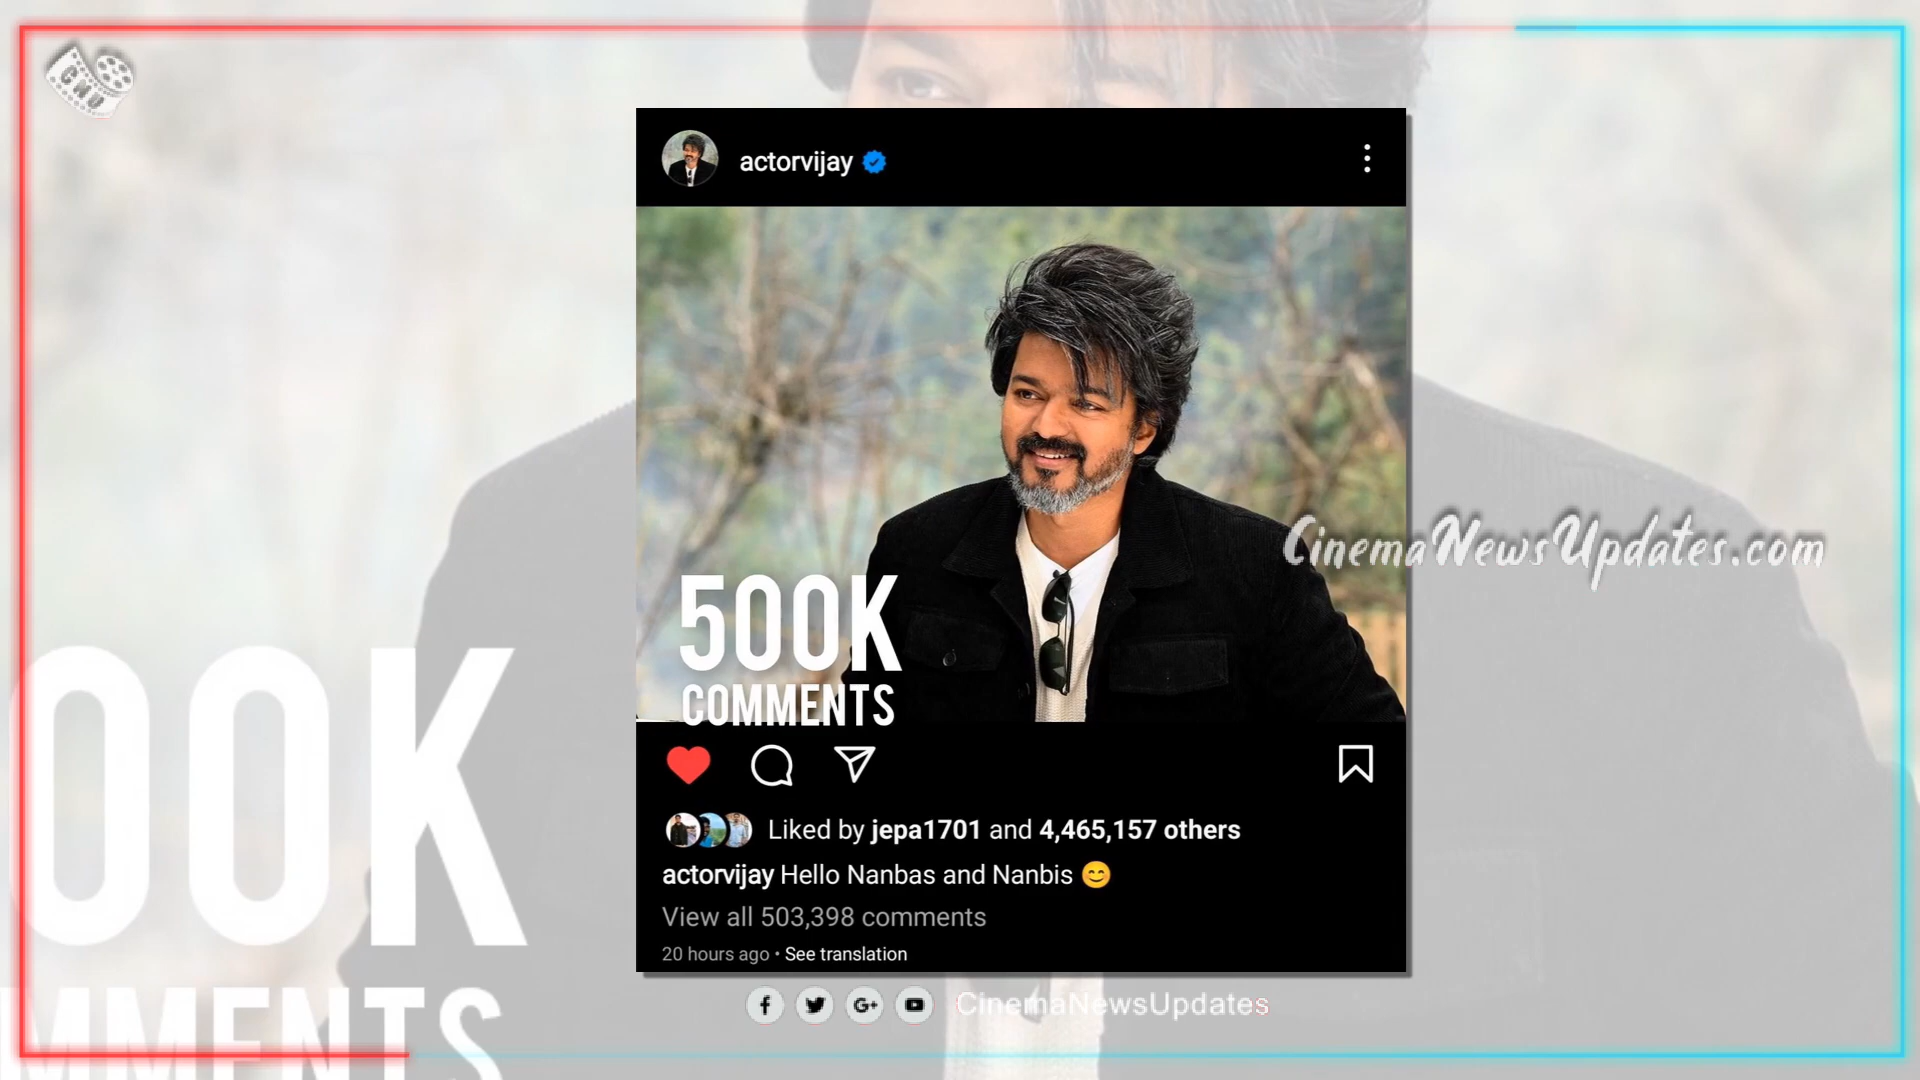 CNU
actorvijay
CinemaNewsUpdates.com
500K
COMMENTS
Liked by jepa1701 and 4,465,157 others
actorvijay Hello Nanbas and Nanbis 😊
View all 503,398 comments
20 hours ago • See translation
00K
MMENTS
f G+ CinemaNewsUpdates